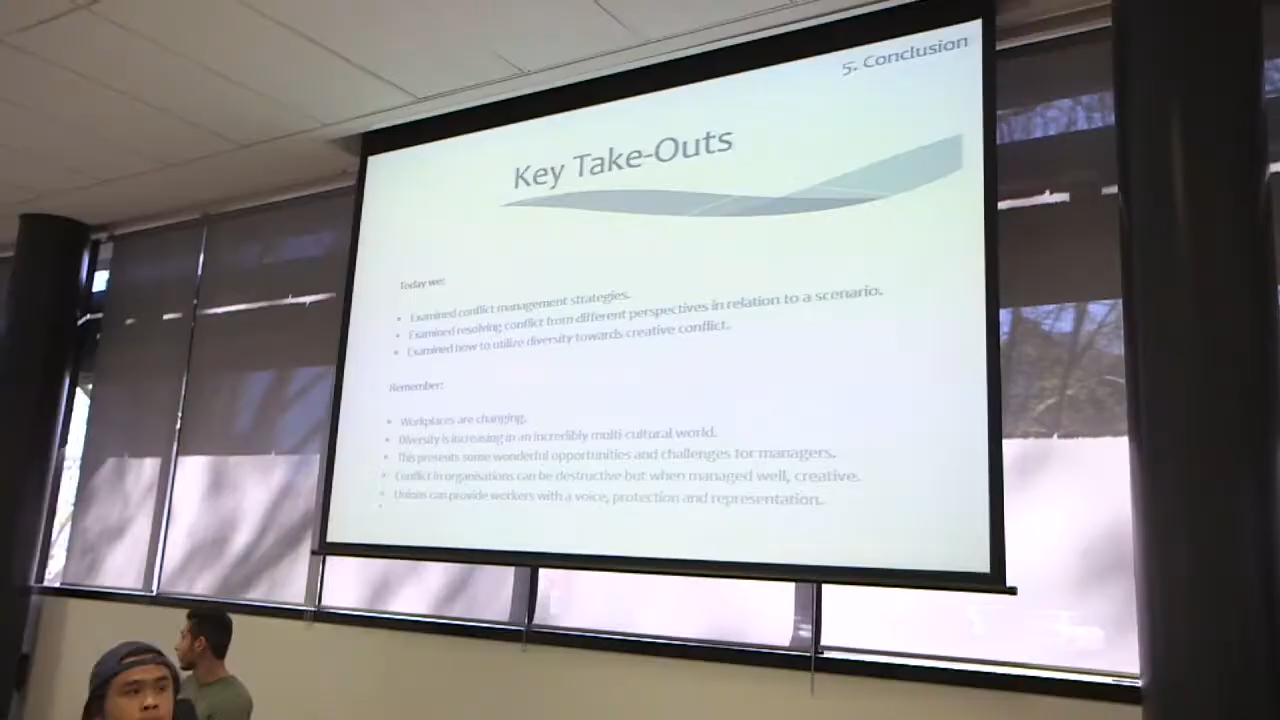 5. Conclusion
Key Take-Outs
Today we:
• Examined conflict management strategies.
• Examined resolving conflict from different perspectives in relation to a scenario.
• Examined how to utilize diversity towards creative conflict.
Remember:
• Workplaces are changing.
• Diversity is increasing in an incredibly multi-cultural world.
• This presents some wonderful opportunities and challenges for managers.
• Conflict in organisations can be destructive but when managed well, creative.
• Unions can provide workers with a voice, protection and representation.